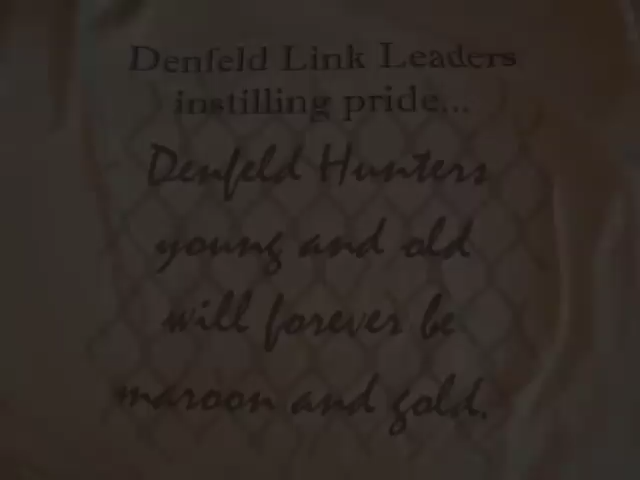 Denfeld Link Leaders
instilling pride...
Denfeld Hunters
young and old
will forever be
maroon and gold.